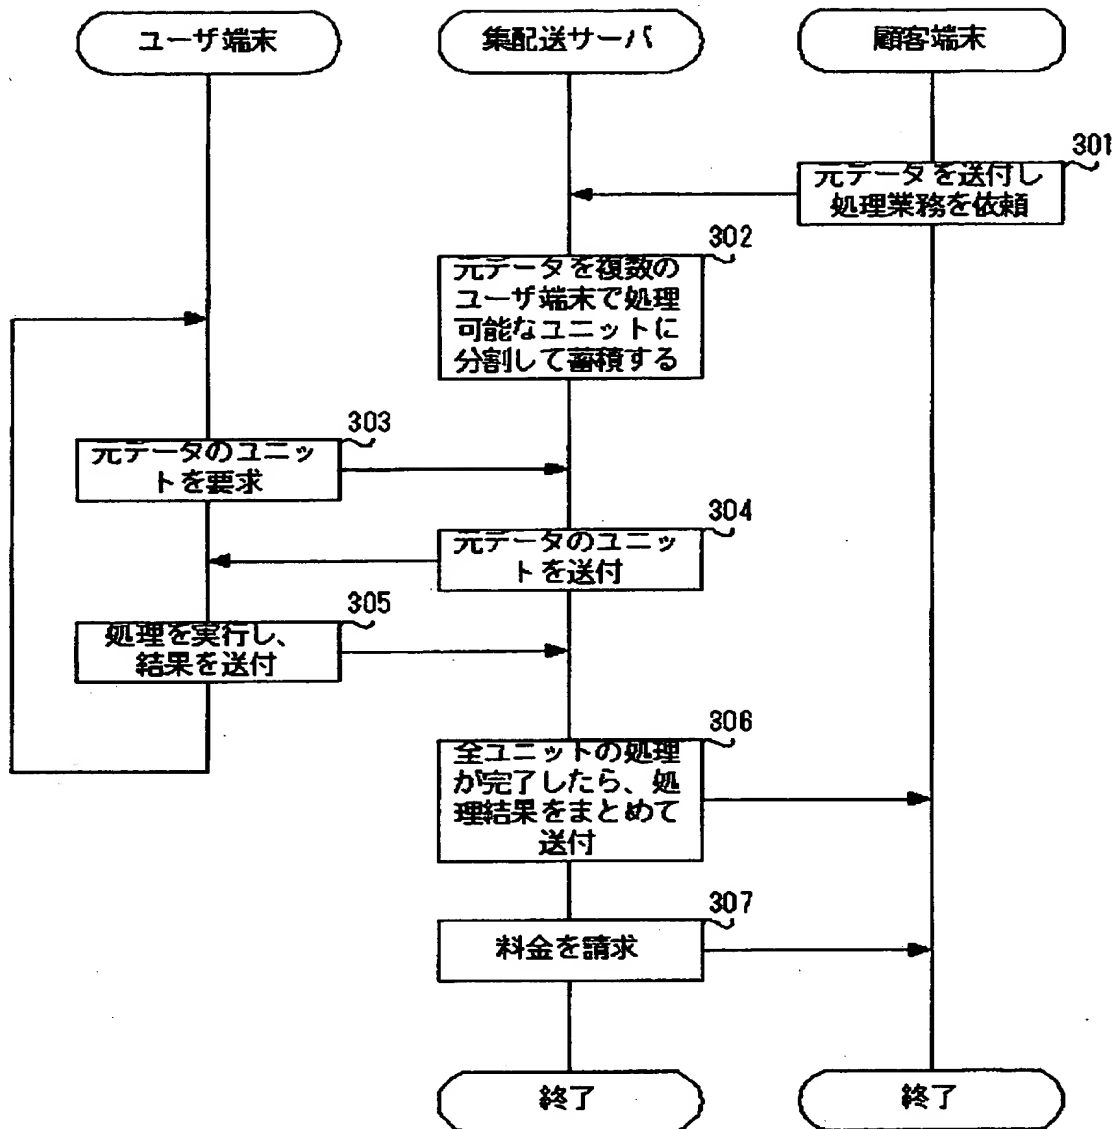 ユーザ端末
集配送サーバ
顧客端末
301
元データを送付し
処理業務を依頼
302
元データを複数の
ユーザ端末で処理
可能なユニットに
分割して蓄積する
303
元データのユニッ
トを要求
304
元データのユニッ
トを送付
305
処理を実行し、
結果を送付
306
全ユニットの処理
が完了したら、処
理結果をまとめて
送付
307
料金を請求
終了
終了